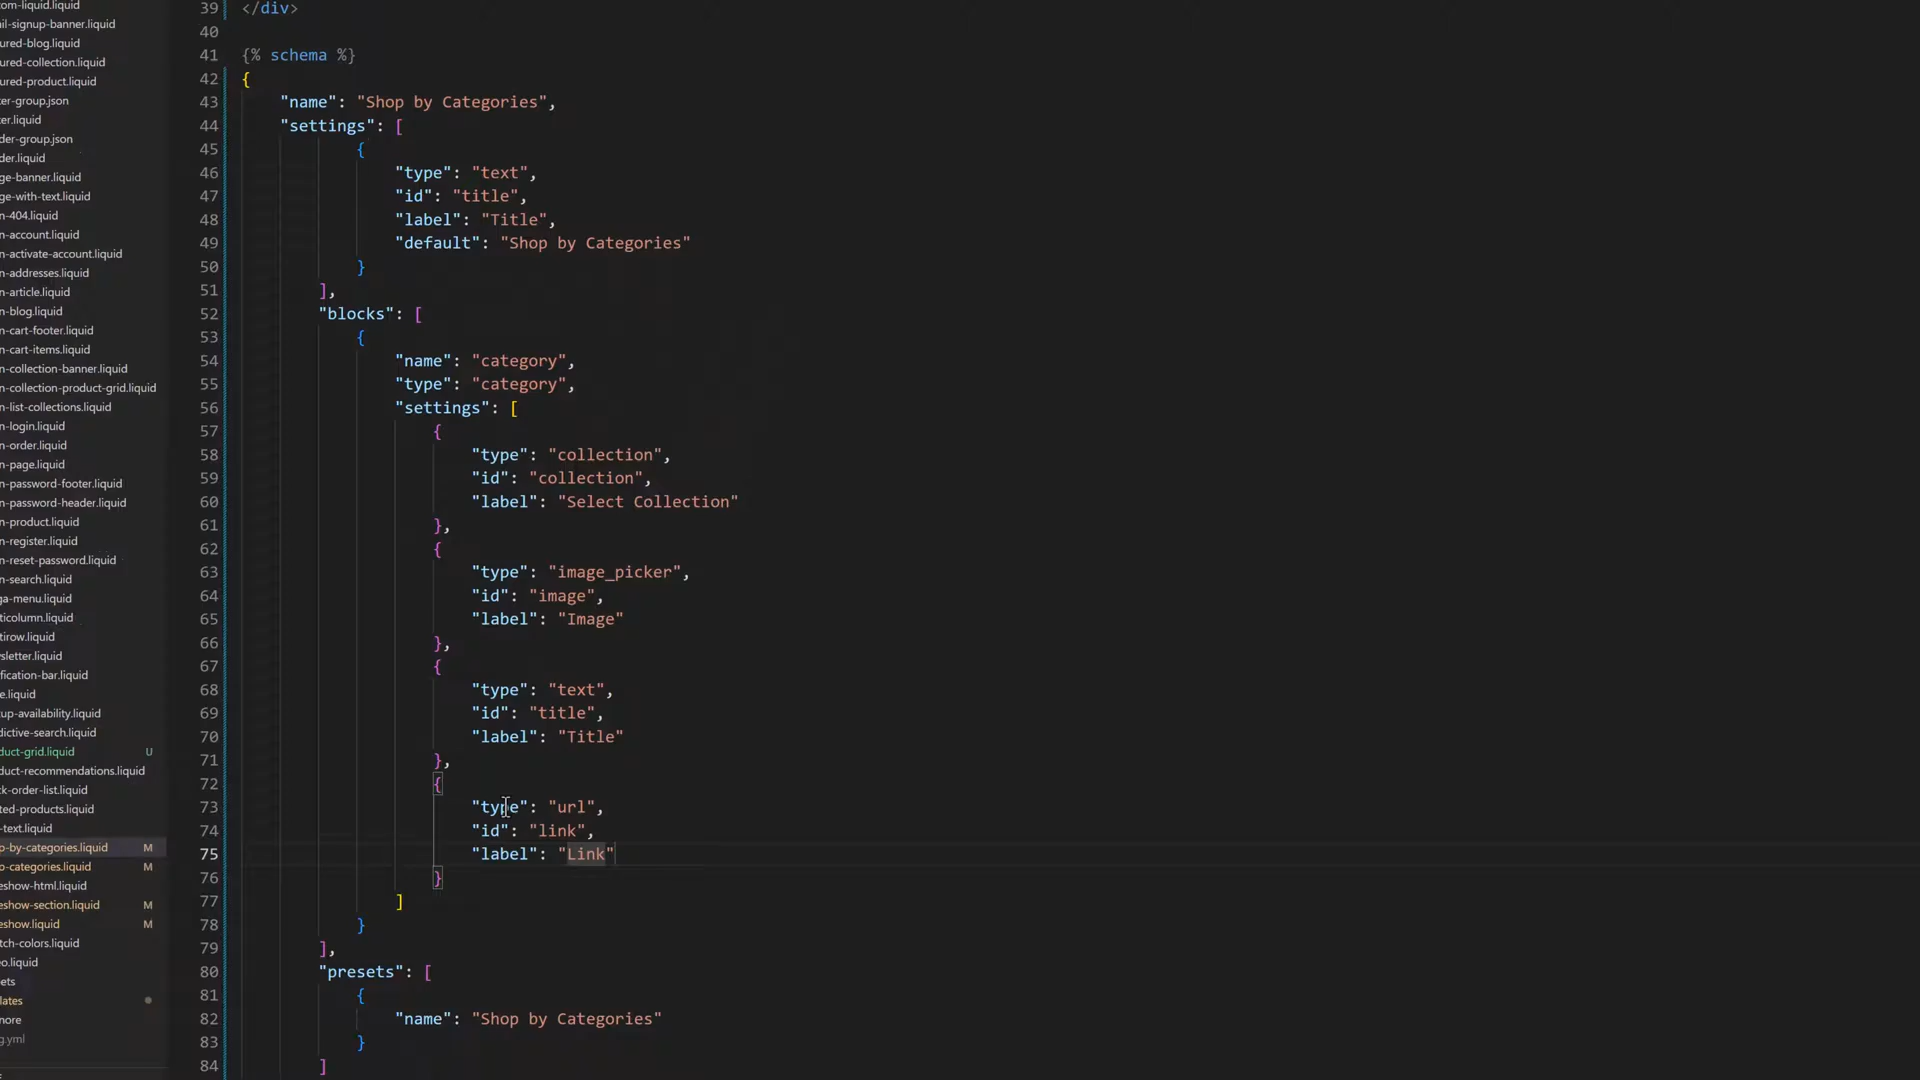 om-liquid.liquid
ail-signup-banner.liquid
ured-blog.liquid
ured-collection.liquid
ured-product.liquid
ter-group.json
ter.liquid
der-group.json
der.liquid
ge-banner.liquid
ge-with-text.liquid
n-404.liquid
n-account.liquid
n-activate-account.liquid
n-addresses.liquid
n-article.liquid
n-blog.liquid
n-cart-footer.liquid
n-cart-items.liquid
n-collection-banner.liquid
n-collection-product-grid.liquid
n-list-collections.liquid
n-login.liquid
n-order.liquid
n-page.liquid
n-password-footer.liquid
n-password-header.liquid
n-product.liquid
n-register.liquid
n-reset-password.liquid
n-search.liquid
ga-menu.liquid
ticolumn.liquid
tirow.liquid
sletter.liquid
ification-bar.liquid
e.liquid
up-availability.liquid
dictive-search.liquid
duct-grid.liquid U
duct-recommendations.liquid
ck-order-list.liquid
ted-products.liquid
-text.liquid
p-by-categories.liquid M
p-categories.liquid M
eshow-html.liquid
eshow-section.liquid M
eshow.liquid M
tch-colors.liquid
eo.liquid
ets
lates
nore
g.yml
39 </div>
40
41 {% schema %}
42 {
43 "name": "Shop by Categories",
44 "settings": [
45 {
46 "type": "text",
47 "id": "title",
48 "label": "Title",
49 "default": "Shop by Categories"
50 }
51 ],
52 "blocks": [
53 {
54 "name": "category",
55 "type": "category",
56 "settings": [
57 {
58 "type": "collection",
59 "id": "collection",
60 "label": "Select Collection"
61 },
62 {
63 "type": "image_picker",
64 "id": "image",
65 "label": "Image"
66 },
67 {
68 "type": "text",
69 "id": "title",
70 "label": "Title"
71 },
72 {
73 "type": "url",
74 "id": "link",
75 "label": "Link"
76 }
77 ]
78 }
79 ],
80 "presets": [
81 {
82 "name": "Shop by Categories"
83 }
84 ]